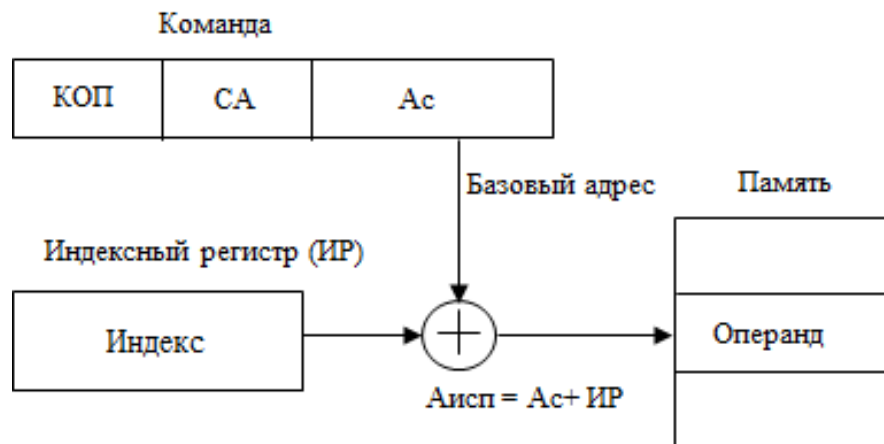 Команда
КОП СА Ас
Базовый адрес
Память
Индексный регистр (ИР)
Индекс
Операнд
Аисп = Ас+ ИР